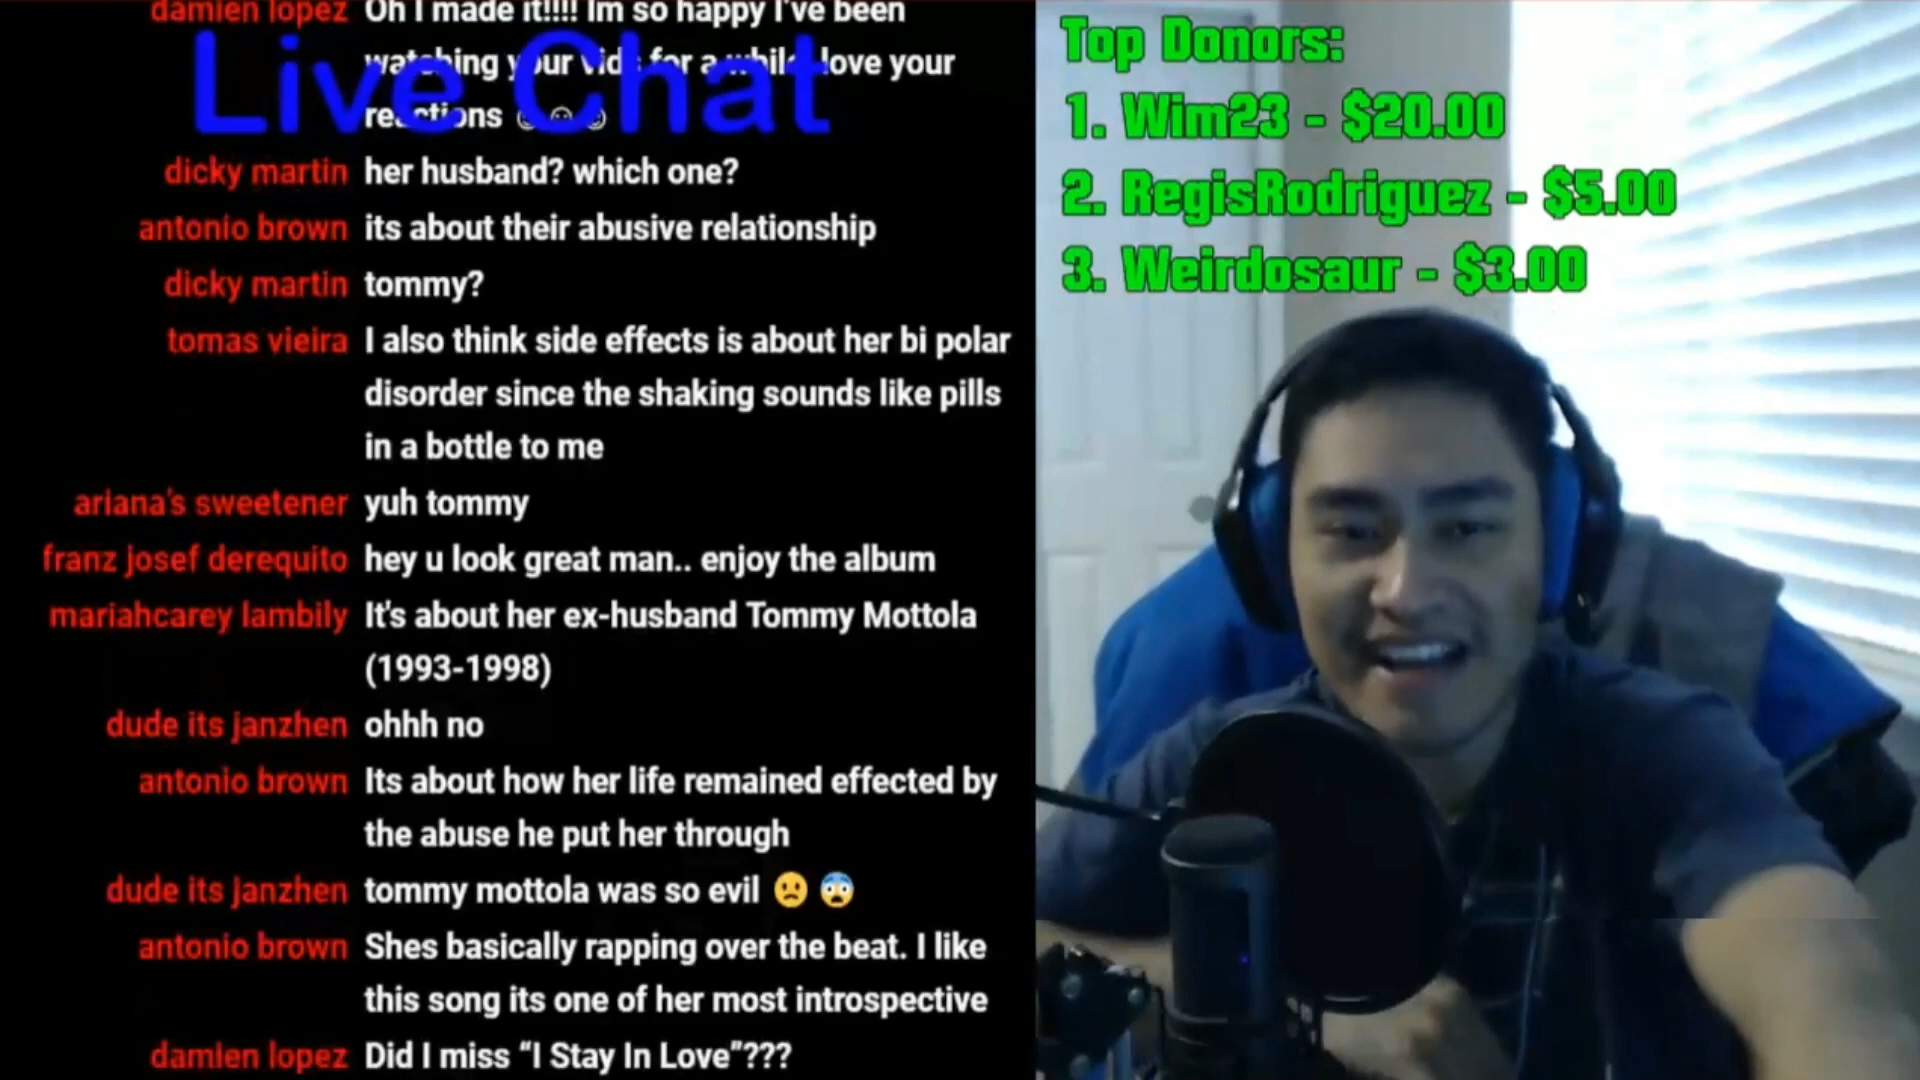 damien lopez Oh I made it!!!! Im so happy I've been
watching your vids for a while love your
reactions
Live Chat
dicky martin her husband? which one?
antonio brown its about their abusive relationship
dicky martin tommy?
tomas vieira I also think side effects is about her bi polar
disorder since the shaking sounds like pills
in a bottle to me
ariana's sweetener yuh tommy
franz josef derequito hey u look great man.. enjoy the album
mariahcarey lambily It's about her ex-husband Tommy Mottola
(1993-1998)
dude its janzhen ohhh no
antonio brown Its about how her life remained effected by
the abuse he put her through
dude its janzhen tommy mottola was so evil ☹️ 😨
antonio brown Shes basically rapping over the beat. I like
this song its one of her most introspective
damien lopez Did I miss “I Stay In Love”???
Top Donors:
1. Wim23 - $20.00
2. RegisRodriguez - $5.00
3. Weirdosaur - $3.00